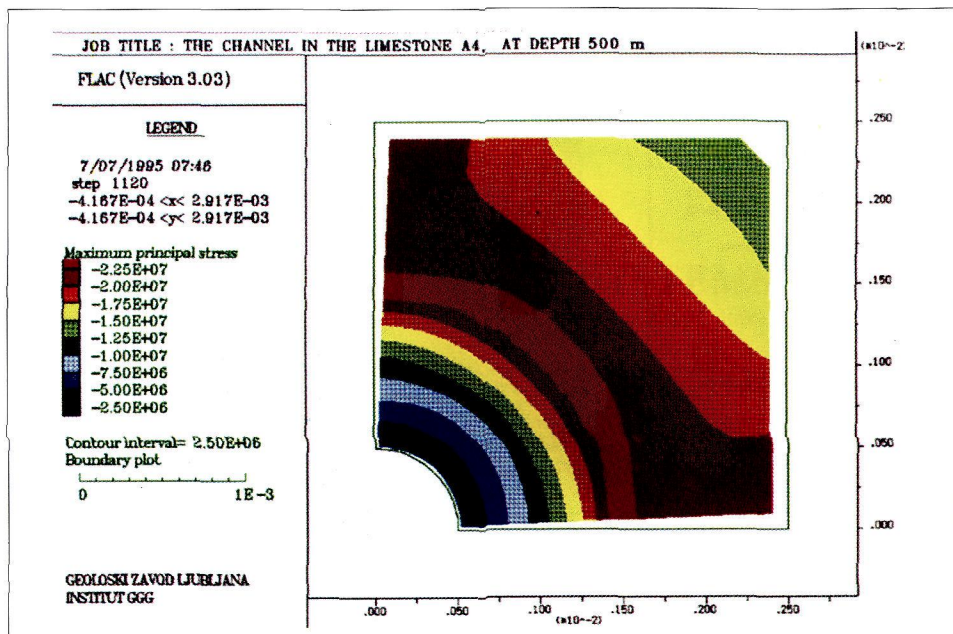 JOB TITLE : THE CHANNEL IN THE LIMESTONE A4, AT DEPTH 500 m
(*10^-2)
FLAC (Version 3.03)
LEGEND
7/07/1995 07:46
step 1120
-4.167E-04 <x< 2.917E-03
-4.167E-04 <y< 2.917E-03
Maximum principal stress
-2.25E+07
-2.00E+07
-1.75E+07
-1.50E+07
-1.25E+07
-1.00E+07
-7.50E+06
-5.00E+06
-2.50E+06
Contour interval= 2.50E+06
Boundary plot
0 1E -3
GEOLOSKI ZAVOD LJUBLJANA
INSTITUT GGG
.250
.200
.150
.100
.050
.000
.000 .050 .100 .150 .200 .250
(*10^-2)